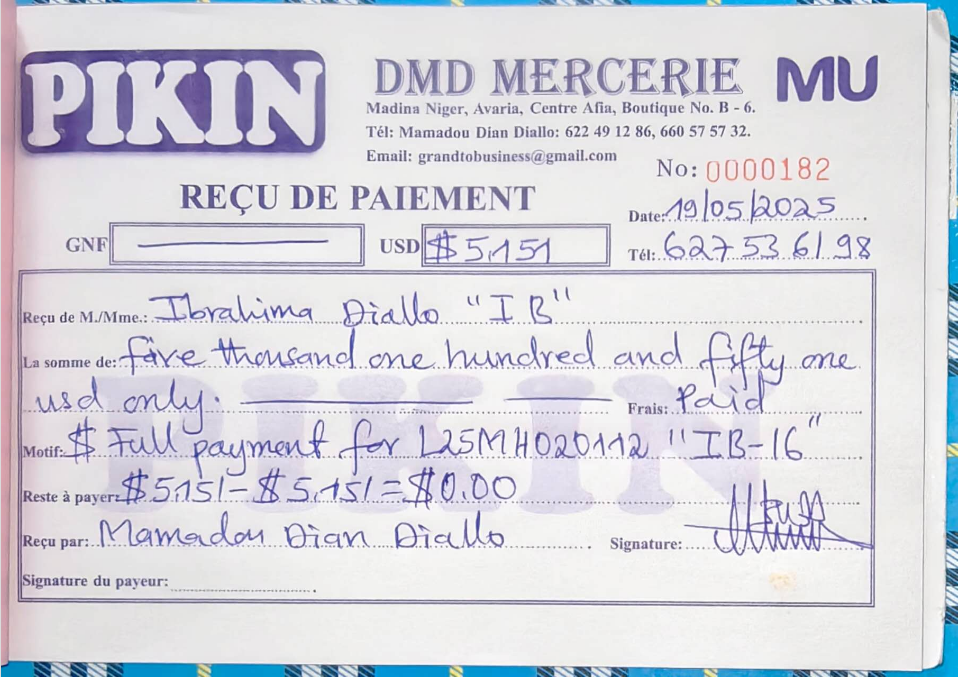 PIKIN
DMD MERCERIE
MU
Madina Niger, Avaria, Centre Afia, Boutique No. B - 6.
Tél: Mamadou Dian Diallo: 622 49 12 86, 660 57 57 32.
Email: grandtobusiness@gmail.com
No: 0000182
REÇU DE PAIEMENT
Date: 19/05/2025
GNF USD $5,151
Tél: 627 53 61 98
Reçu de M./Mme.: Ibrahima Diallo "IB"
La somme de: five thousand one hundred and fifty one
usd only. Frais: Paid
Motif: $ Full payment for L25MH020112 "IB-16"
Reste à payer: $5,151 - $5,151 = $0.00
Reçu par: Mamadou Dian Diallo Signature:
Signature du payeur:
PIKIN